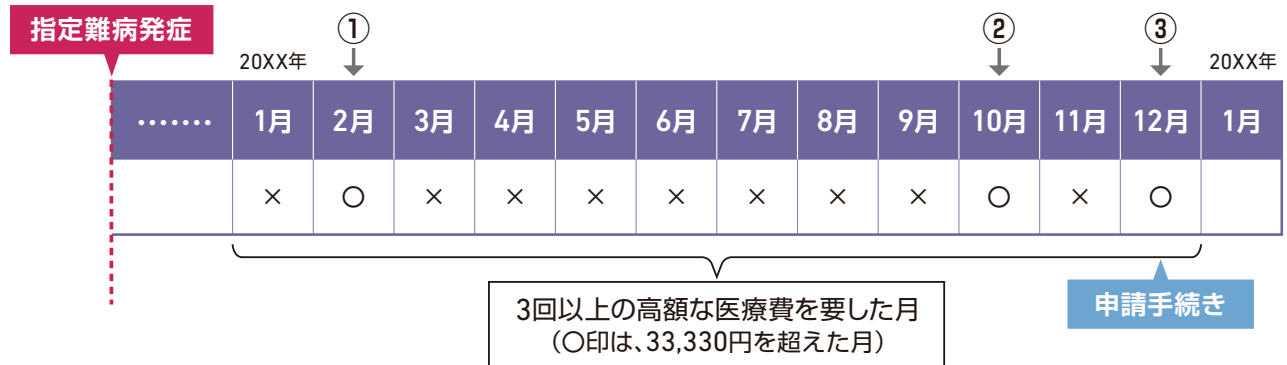 指定難病発症
① ② ③
20XX年 20XX年
······· 1月 2月 3月 4月 5月 6月 7月 8月 9月 10月 11月 12月 1月
× ○ × × × × × × × ○ × ○
3回以上の高額な医療費を要した月
（○印は、33,330円を超えた月）
申請手続き